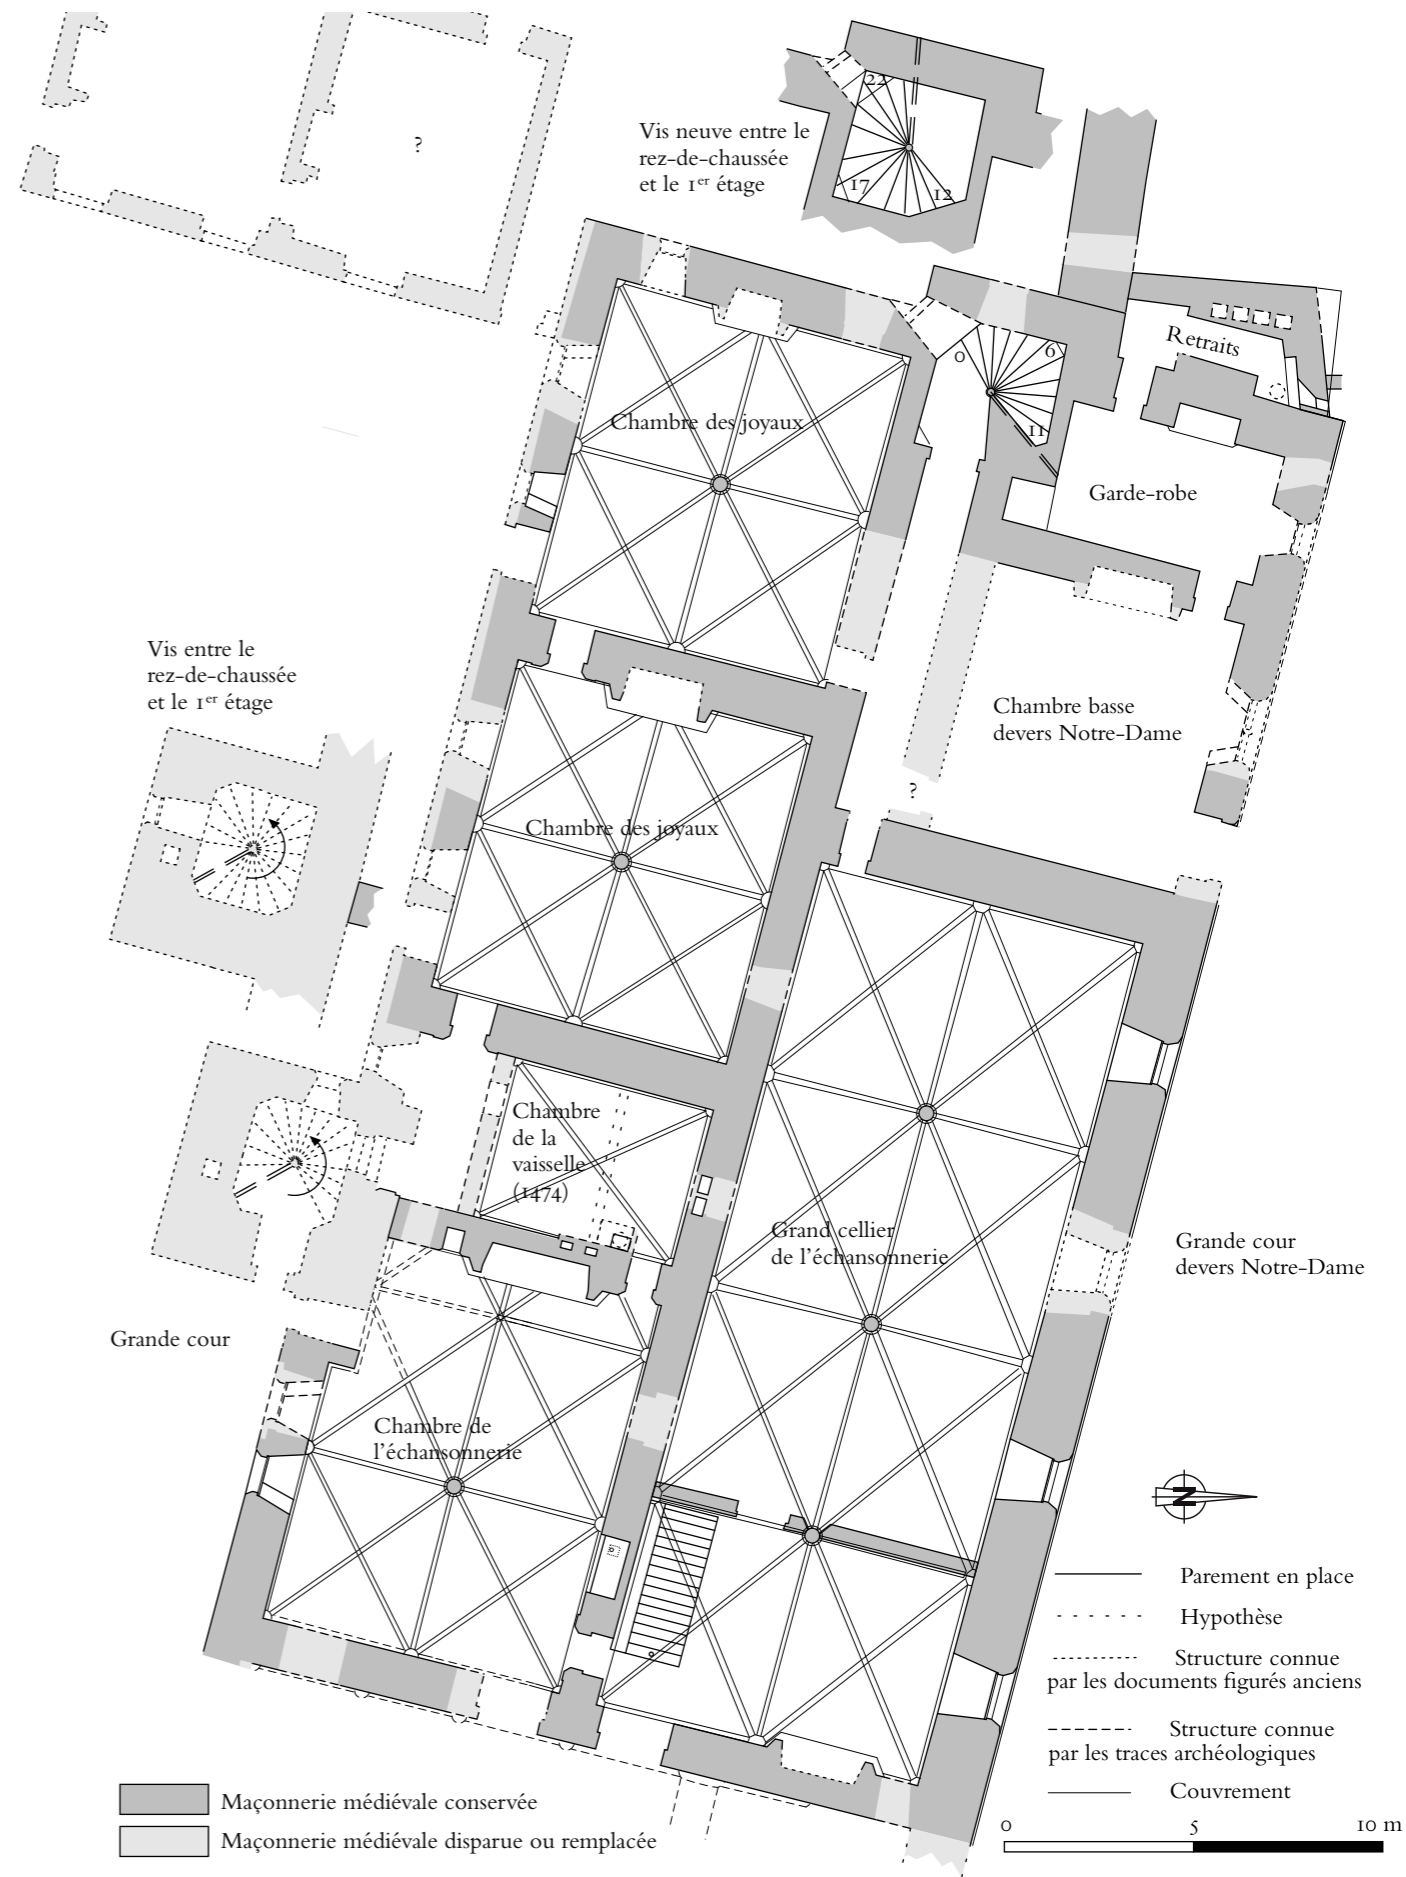 Vis neuve entre le
rez-de-chaussée
et le 1er étage
22
17
12
?
Retraits
0
6
11
Chambre des joyaux
Garde-robe
Vis entre le
rez-de-chaussée
et le 1er étage
Chambre basse
devers Notre-Dame
?
Chambre des joyaux
Chambre
de la
vaisselle
(1474)
Grand cellier
de l'échansonnerie
Grande cour
devers Notre-Dame
Grande cour
Chambre de
l'échansonnerie
N
Parement en place
Hypothèse
Structure connue
par les documents figurés anciens
Structure connue
par les traces archéologiques
Couvrement
0 5 10 m
Maçonnerie médiévale conservée
Maçonnerie médiévale disparue ou remplacée